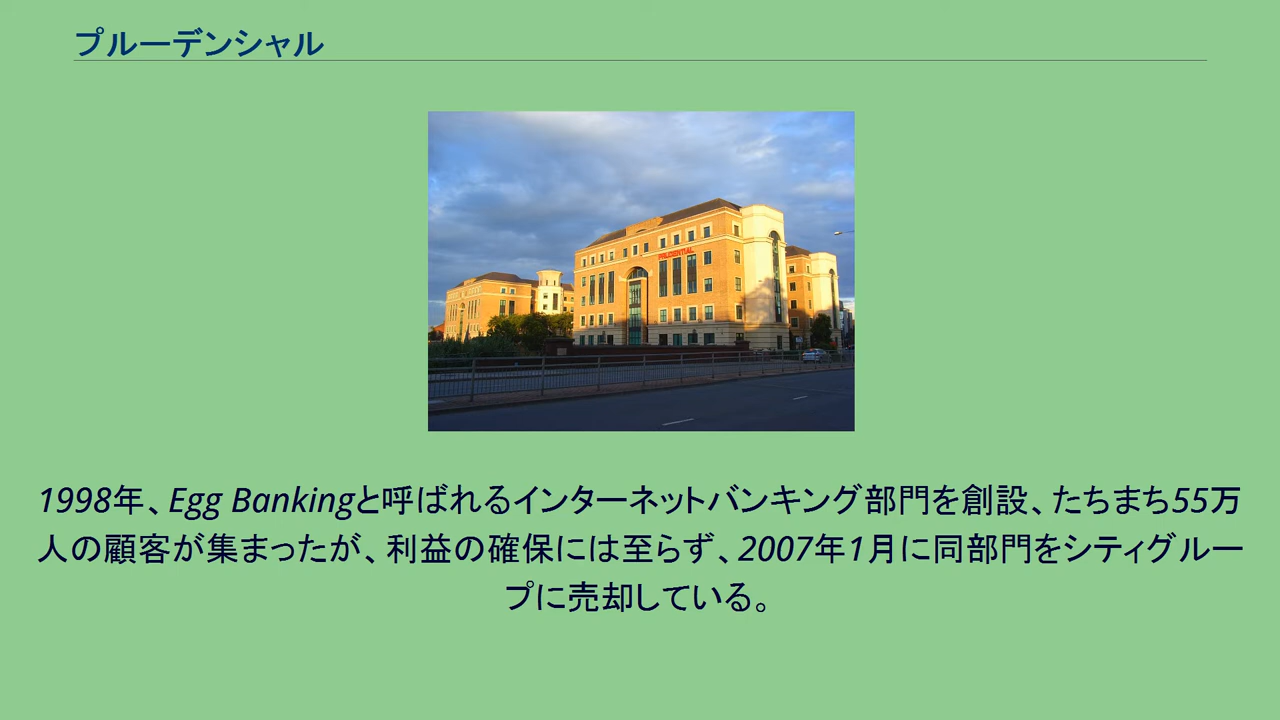 プルーデンシャル
PRUDENTIAL
1998年、Egg Bankingと呼ばれるインターネットバンキング部門を創設、たちまち55万
人の顧客が集まったが、利益の確保には至らず、2007年1月に同部門をシティグルー
プに売却している。